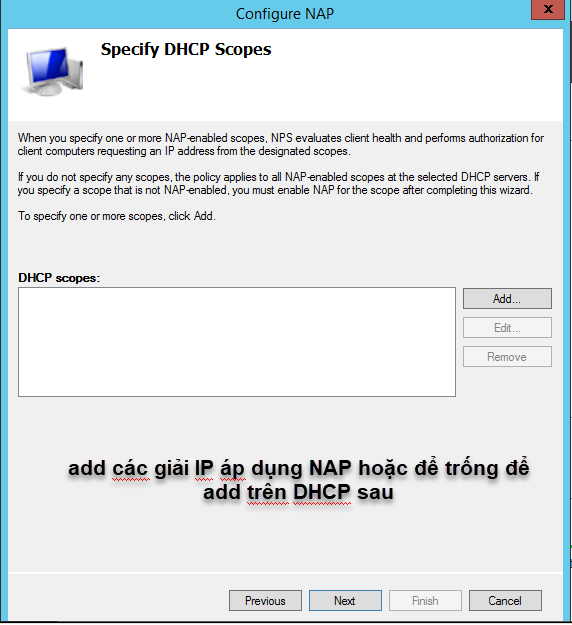 Configure NAP
x
Specify DHCP Scopes
When you specify one or more NAP-enabled scopes, NPS evaluates client health and performs authorization for
client computers requesting an IP address from the designated scopes.
If you do not specify any scopes, the policy applies to all NAP-enabled scopes at the selected DHCP servers. If
you specify a scope that is not NAP-enabled, you must enable NAP for the scope after completing this wizard.
To specify one or more scopes, click Add.
DHCP scopes:
Add...
Edit...
Remove
add các giải IP áp dụng NAP hoặc để trống để
add trên DHCP sau
Previous
Next
Finish
Cancel